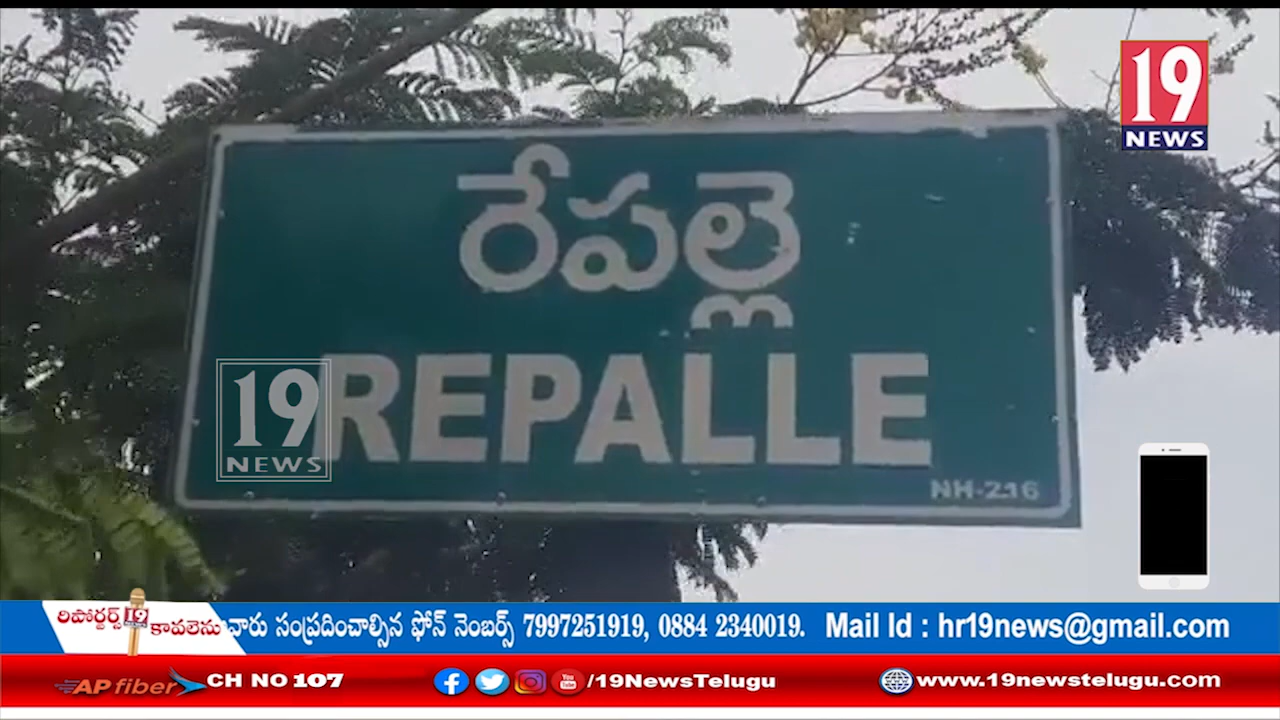 19
NEWS
రేపల్లె
REPALLE
19
NEWS
NH-216
రిపోర్టర్స్ 19
కావలెను వారు సంప్రదించాల్సిన ఫోన్ నెంబర్స్ 7997251919, 0884 2340019. Mail Id : hr19news@gmail.com
AP fiber CH NO 107 /19NewsTelugu www.19newstelugu.com